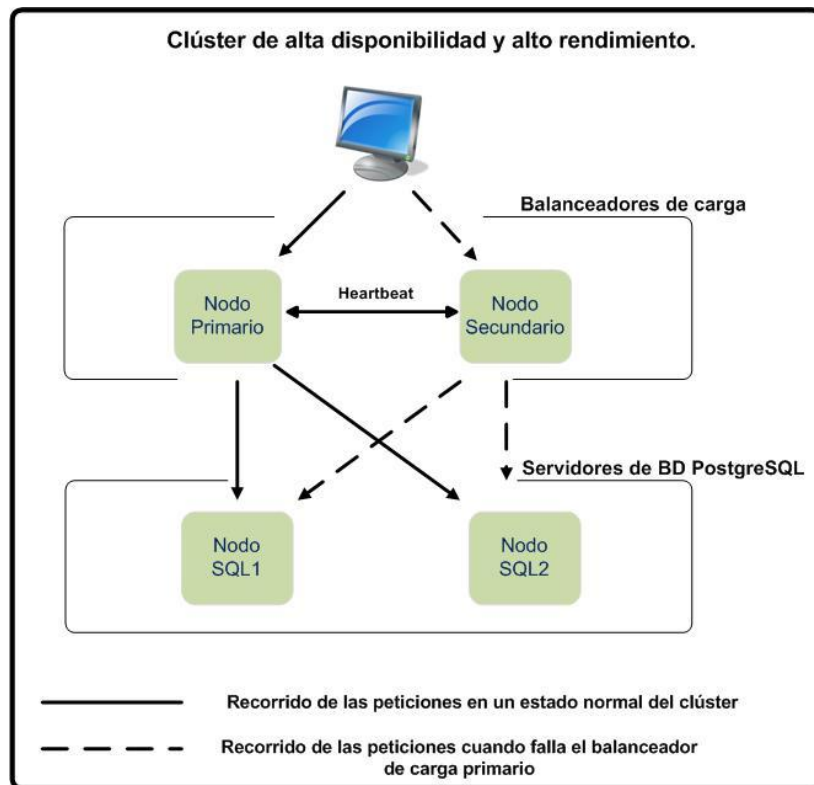 Clúster de alta disponibilidad y alto rendimiento.
Balanceadores de carga
Nodo
Primario
Heartbeat
Nodo
Secundario
Servidores de BD PostgreSQL
Nodo
SQL1
Nodo
SQL2
Recorrido de las peticiones en un estado normal del clúster
Recorrido de las peticiones cuando falla el balanceador
de carga primario